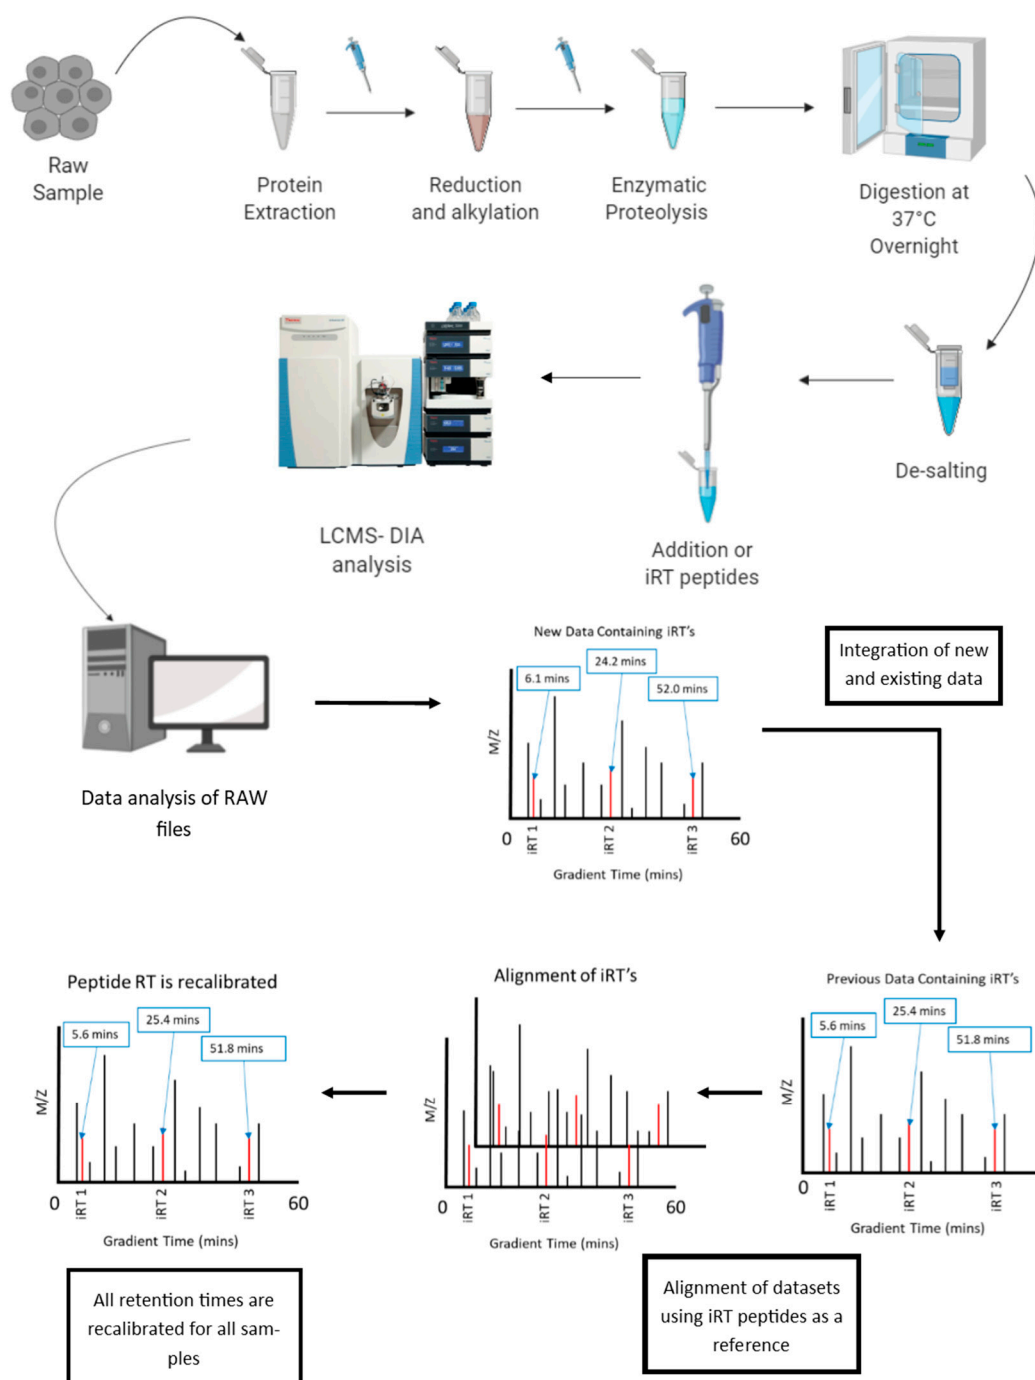 Raw
Sample
Protein
Extraction
Reduction
and alkylation
Enzymatic
Proteolysis
Digestion at
37°C
Overnight
De-salting
Addition or
iRT peptides
LCMS- DIA
analysis
Data analysis of RAW
files
New Data Containing iRT's
6.1 mins
24.2 mins
52.0 mins
M/Z
0
iRT 1
iRT 2
iRT 3
60
Gradient Time (mins)
Integration of new
and existing data
Previous Data Containing iRT's
5.6 mins
25.4 mins
51.8 mins
M/Z
0
iRT 1
iRT 2
iRT 3
Gradient Time (mins)
Alignment of iRT's
M/Z
0
iRT 1
iRT 2
iRT 3
60
Gradient Time (mins)
Alignment of datasets
using iRT peptides as a
reference
Peptide RT is recalibrated
5.6 mins
25.4 mins
51.8 mins
M/Z
0
iRT 1
iRT 2
iRT 3
60
Gradient Time (mins)
All retention times are
recalibrated for all sam-
ples